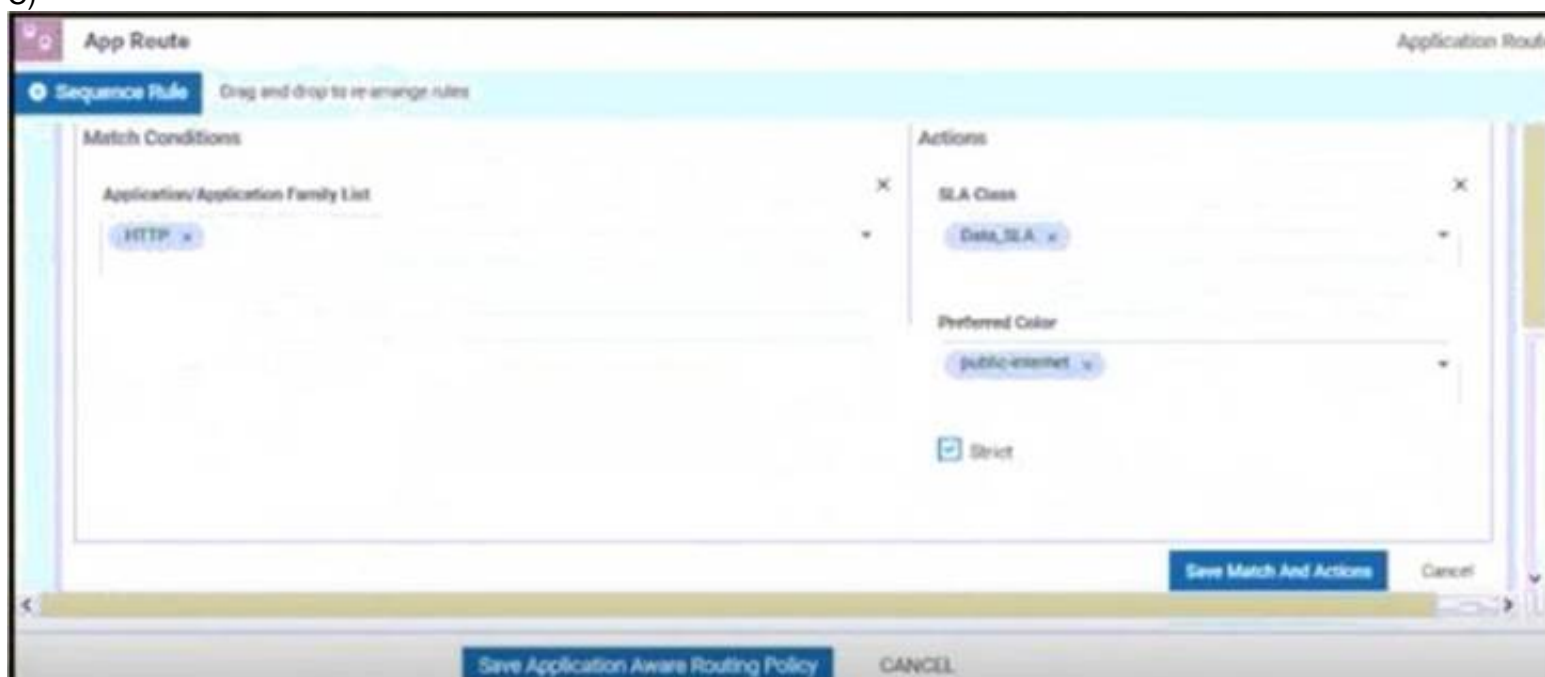 App Route
Application Rout
Sequence Rule Drag and drop to re-arrange rules
Match Conditions
Actions
Application/Application Family List
SLA Class
HTTP ×
Data_SLA ×
Preferred Color
public-internet ×
Strict
Save Match And Actions Cancel
Save Application Aware Routing Policy CANCEL